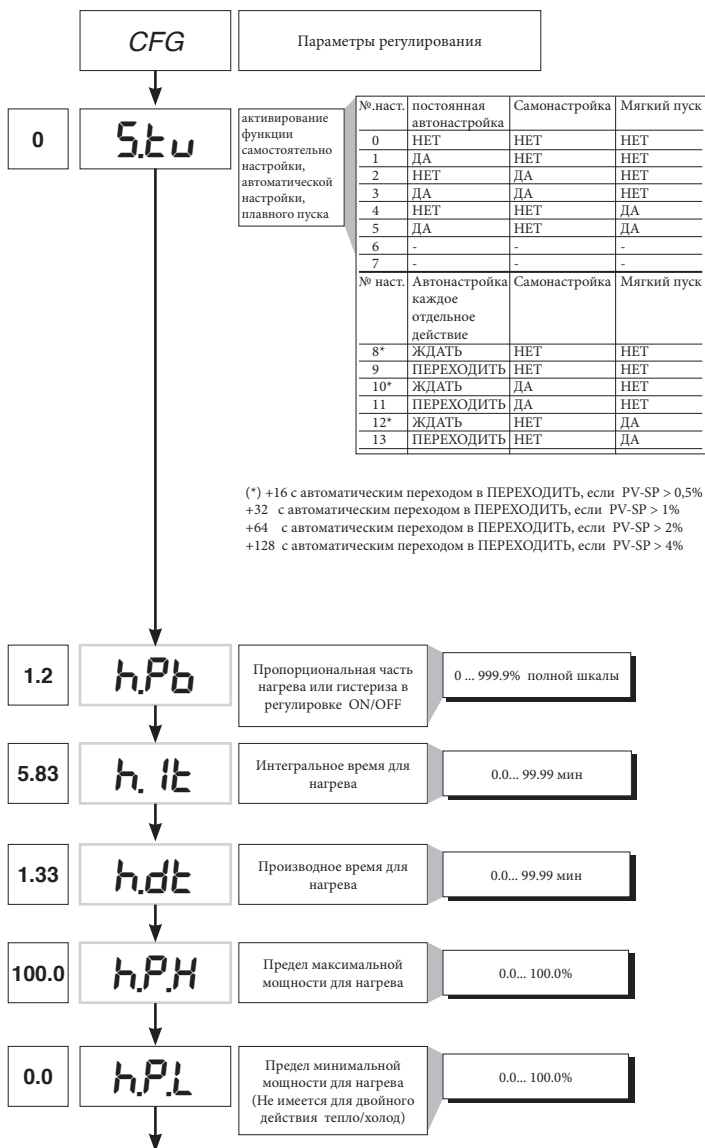 CFG
Параметры регулирования
0
S.tu
активирование
функции
самостоятельно
настройки,
автоматической
настройки,
плавного пуска
№.наст. постоянная автонастройка Самонастройка Мягкий пуск
0 НЕТ НЕТ НЕТ
1 ДА НЕТ НЕТ
2 НЕТ ДА НЕТ
3 ДА ДА НЕТ
4 НЕТ НЕТ ДА
5 ДА НЕТ ДА
6 - - -
7 - - -
№ наст. Автонастройка каждое отдельное действие Самонастройка Мягкий пуск
8* ЖДАТЬ НЕТ НЕТ
9 ПЕРЕХОДИТЬ НЕТ НЕТ
10* ЖДАТЬ ДА НЕТ
11 ПЕРЕХОДИТЬ ДА НЕТ
12* ЖДАТЬ НЕТ ДА
13 ПЕРЕХОДИТЬ НЕТ ДА
(*) +16 с автоматическим переходом в ПЕРЕХОДИТЬ, если PV-SP > 0,5%
+32 с автоматическим переходом в ПЕРЕХОДИТЬ, если PV-SP > 1%
+64 с автоматическим переходом в ПЕРЕХОДИТЬ, если PV-SP > 2%
+128 с автоматическим переходом в ПЕРЕХОДИТЬ, если PV-SP > 4%
1.2
h.Pb
Пропорциональная часть
нагрева или гистериза в
регулировке ON/OFF
0 ... 999.9% полной шкалы
5.83
h.It
Интегральное время для
нагрева
0.0... 99.99 мин
1.33
h.dt
Производное время для
нагрева
0.0... 99.99 мин
100.0
h.P.H
Предел максимальной
мощности для нагрева
0.0... 100.0%
0.0
h.P.L
Предел минимальной
мощности для нагрева
(Не имеется для двойного
действия тепло/холод)
0.0... 100.0%